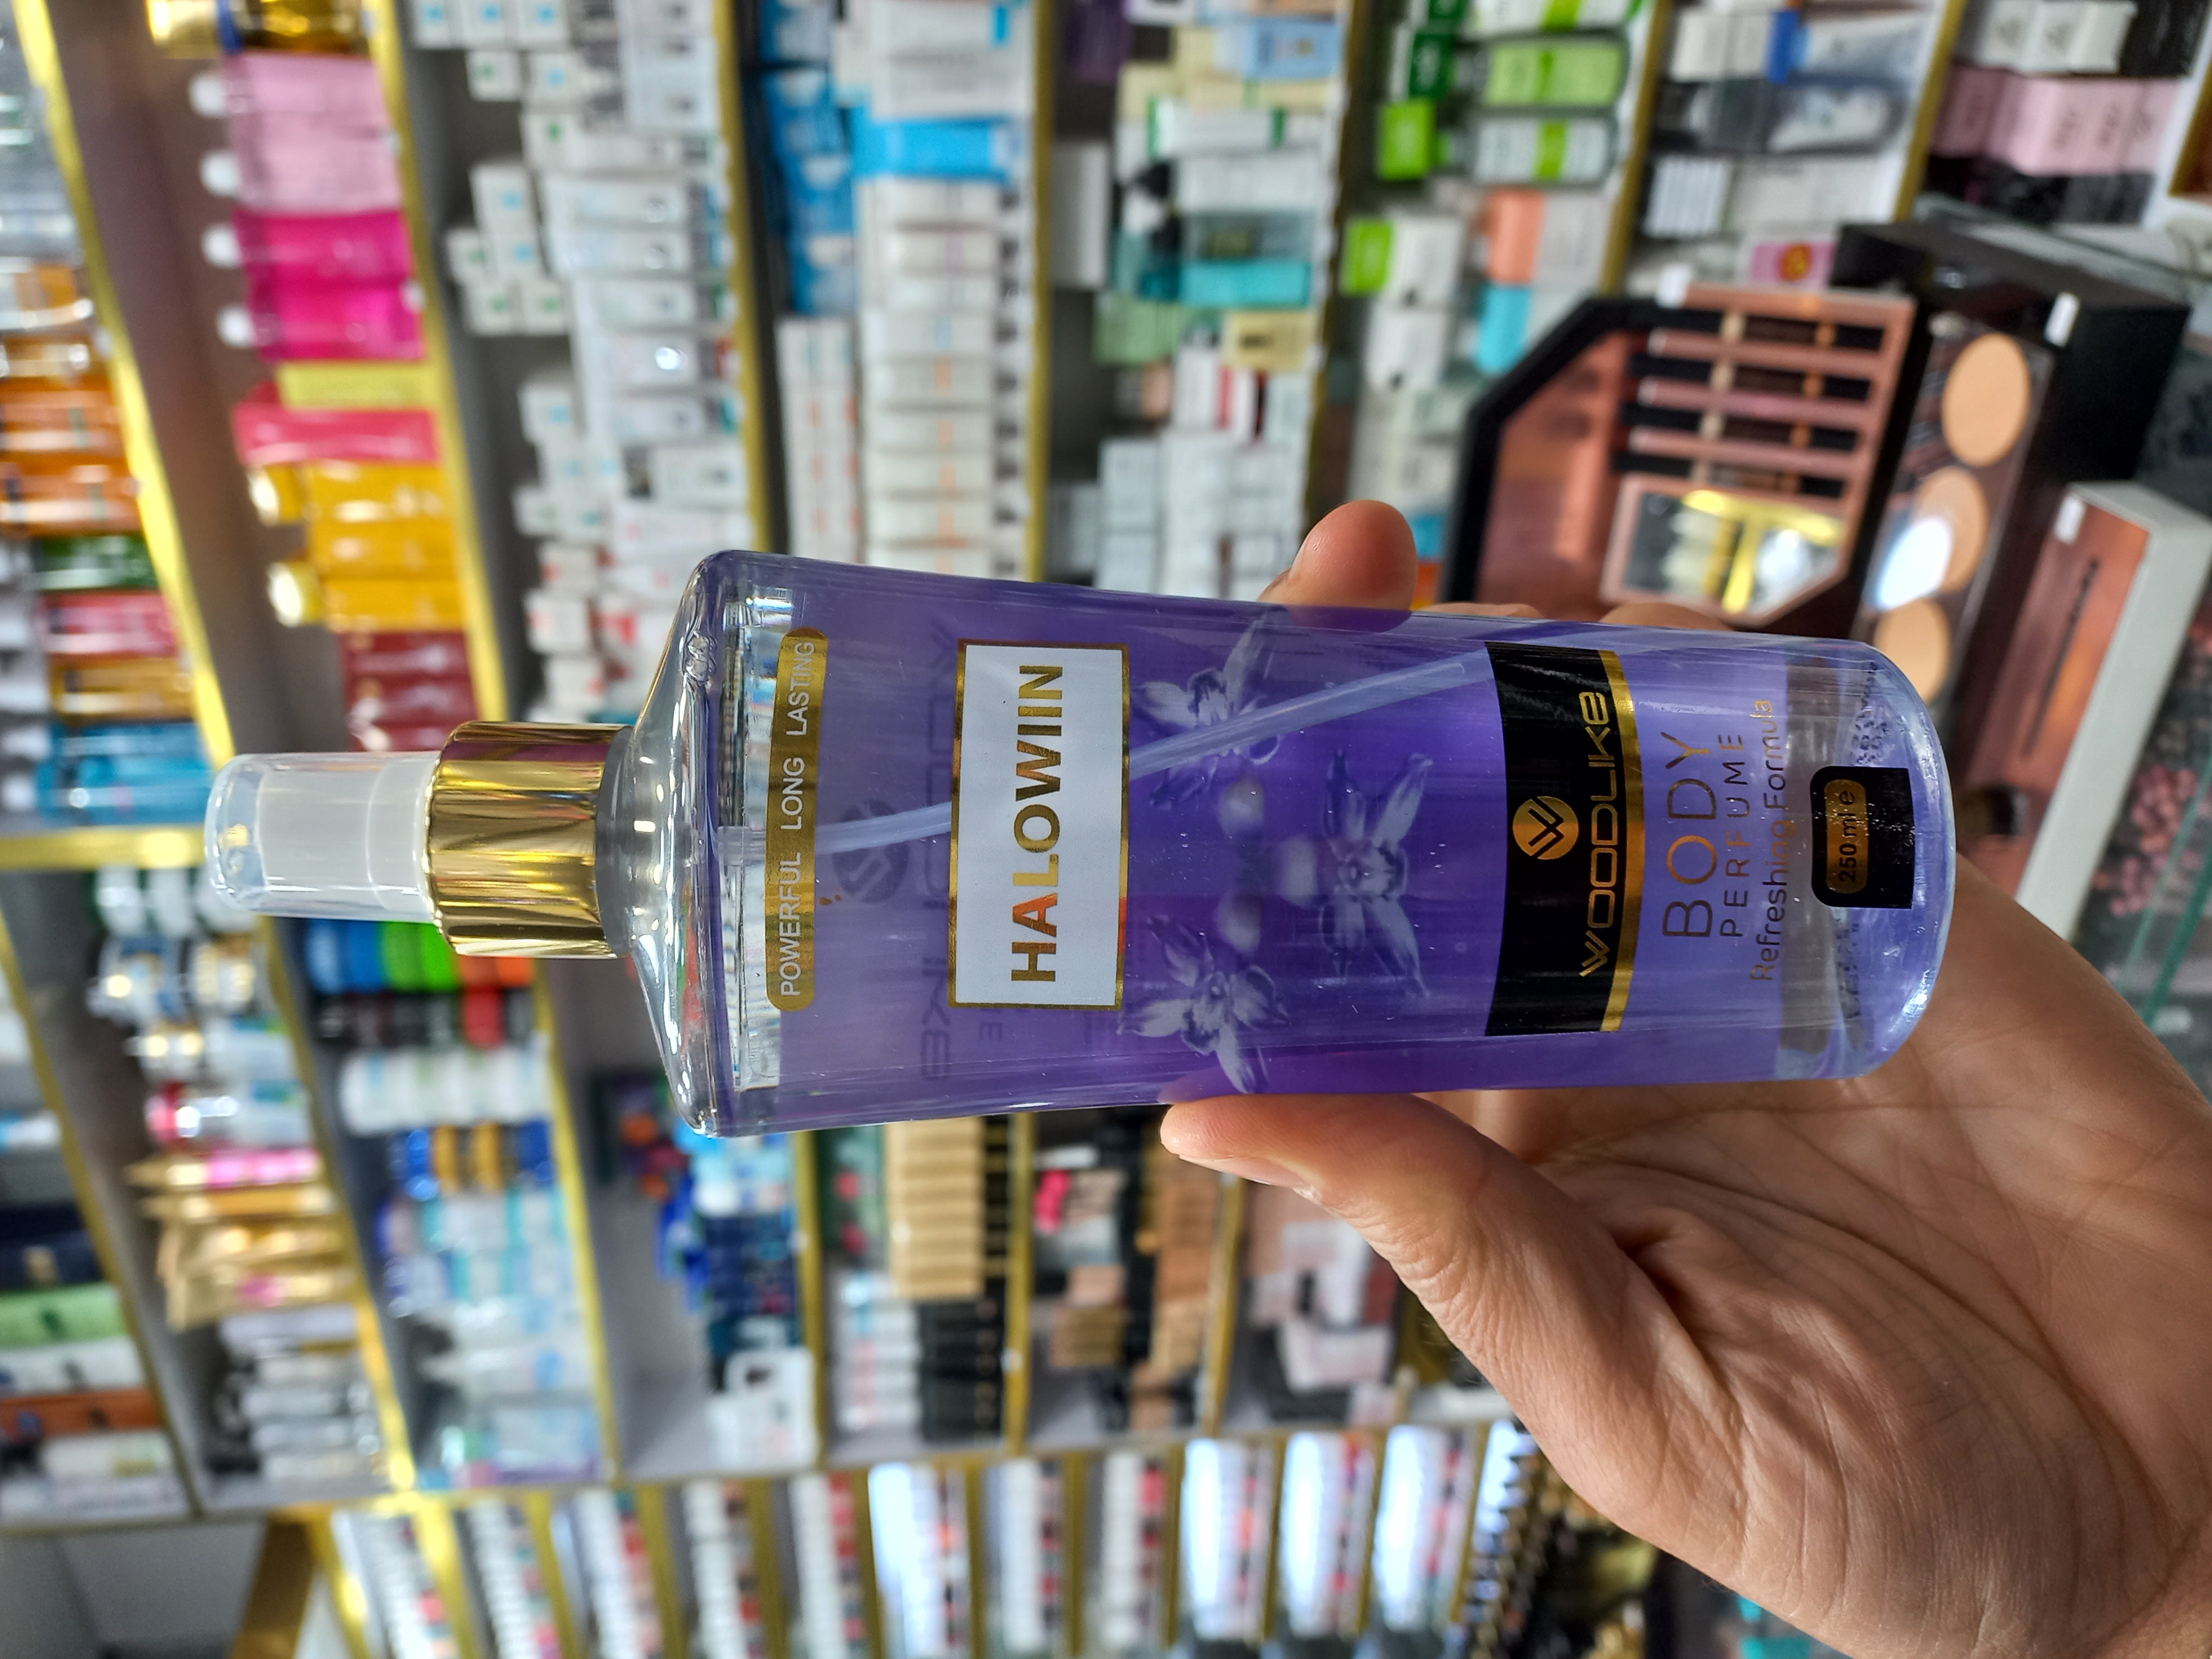 POWERFUL LONG LASTING
HALOWIIN
WOODLIKE
BODY
PERFUME
Refreshing Formula
250 ml e